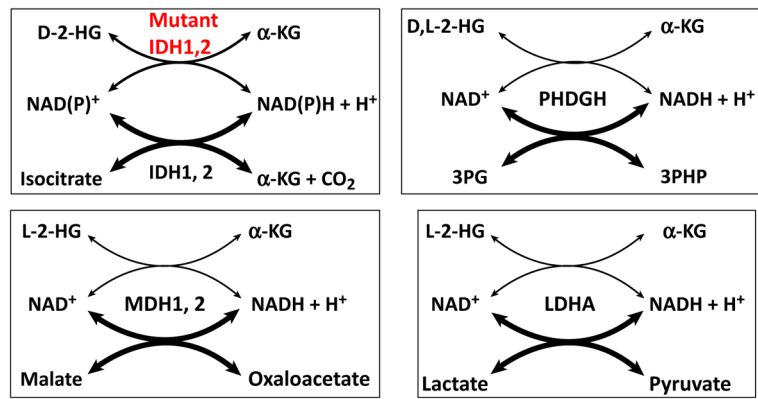 Mutant
D-2-HG IDH1,2 α-KG
NAD(P)⁺ NAD(P)H + H⁺
Isocitrate IDH1, 2 α-KG + CO₂
D,L-2-HG α-KG
NAD⁺ PHDGH NADH + H⁺
3PG 3PHP
L-2-HG α-KG
NAD⁺ MDH1, 2 NADH + H⁺
Malate Oxaloacetate
L-2-HG α-KG
NAD⁺ LDHA NADH + H⁺
Lactate Pyruvate